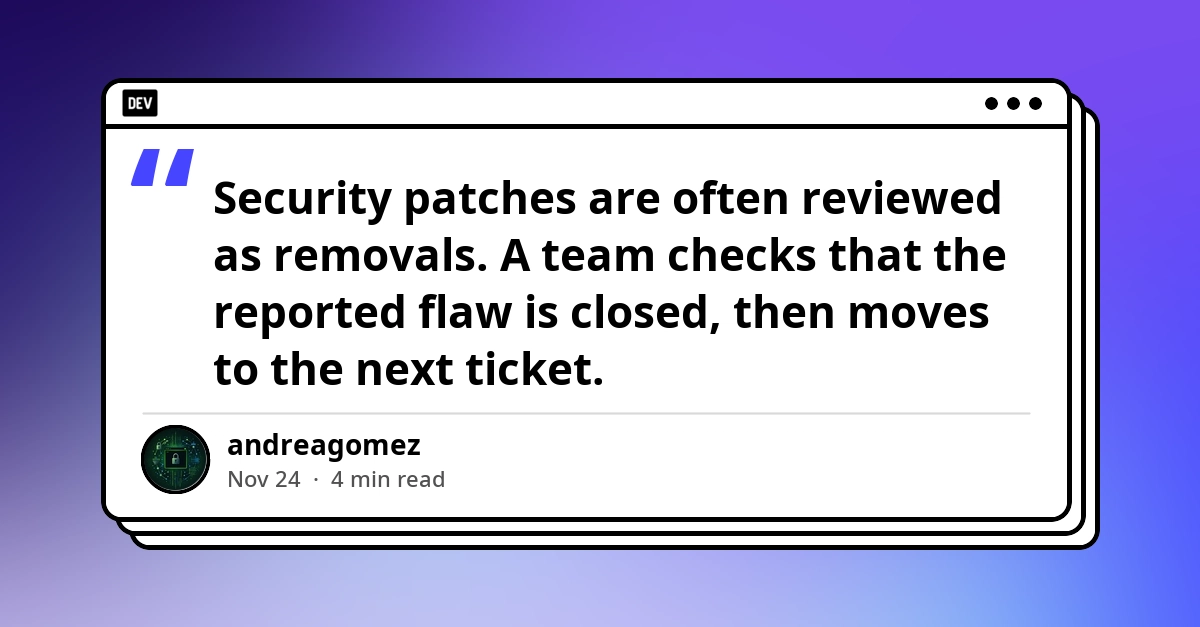 DEV
“
Security patches are often reviewed
as removals. A team checks that the
reported flaw is closed, then moves
to the next ticket.
andreagomez
Nov 24 · 4 min read